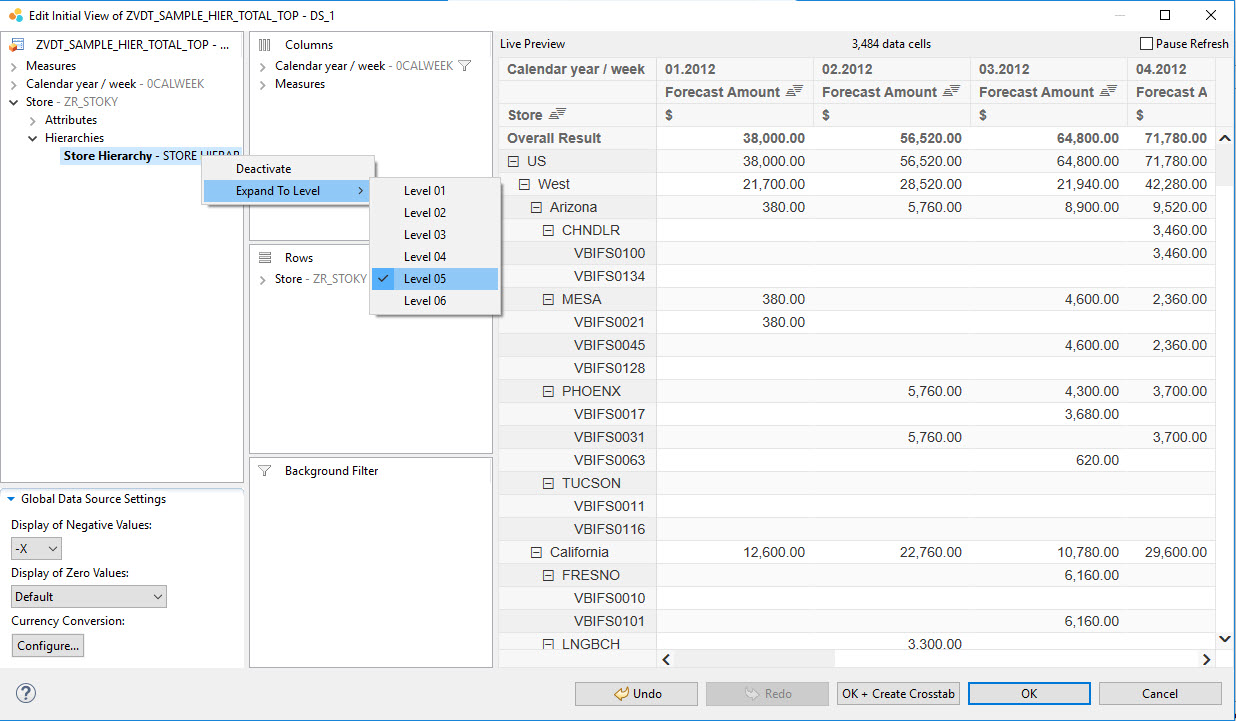 Edit Initial View of ZVDT_SAMPLE_HIER_TOTAL_TOP - DS_1
ZVDT_SAMPLE_HIER_TOTAL_TOP - ...
Measures
Calendar year / week - 0CALWEEK
Store - ZR_STOKY
Attributes
Hierarchies
Store Hierarchy - STORE HIERAR
Deactivate
Expand To Level
Level 01
Level 02
Level 03
Level 04
Level 05
Level 06
Columns
Calendar year / week - 0CALWEEK
Measures
Rows
Store - ZR_STOKY
Background Filter
Global Data Source Settings
Display of Negative Values:
-X
Display of Zero Values:
Default
Currency Conversion:
Configure...
Live Preview 3,484 data cells Pause Refresh
Calendar year / week 01.2012 02.2012 03.2012 04.2012
Forecast Amount Forecast Amount Forecast Amount Forecast A
Store $ $ $ $
Overall Result 38,000.00 56,520.00 64,800.00 71,780.00
US 38,000.00 56,520.00 64,800.00 71,780.00
West 21,700.00 28,520.00 21,940.00 42,280.00
Arizona 380.00 5,760.00 8,900.00 9,520.00
CHNDLR 3,460.00
VBIFS0100 3,460.00
VBIFS0134
MESA 380.00 4,600.00 2,360.00
VBIFS0021 380.00
VBIFS0045 4,600.00 2,360.00
VBIFS0128
PHOENX 5,760.00 4,300.00 3,700.00
VBIFS0017 3,680.00
VBIFS0031 5,760.00 3,700.00
VBIFS0063 620.00
TUCSON
VBIFS0011
VBIFS0116
California 12,600.00 22,760.00 10,780.00 29,600.00
FRESNO 6,160.00
VBIFS0010
VBIFS0101 6,160.00
LNGBCH 3,300.00
? Undo Redo OK + Create Crosstab OK Cancel